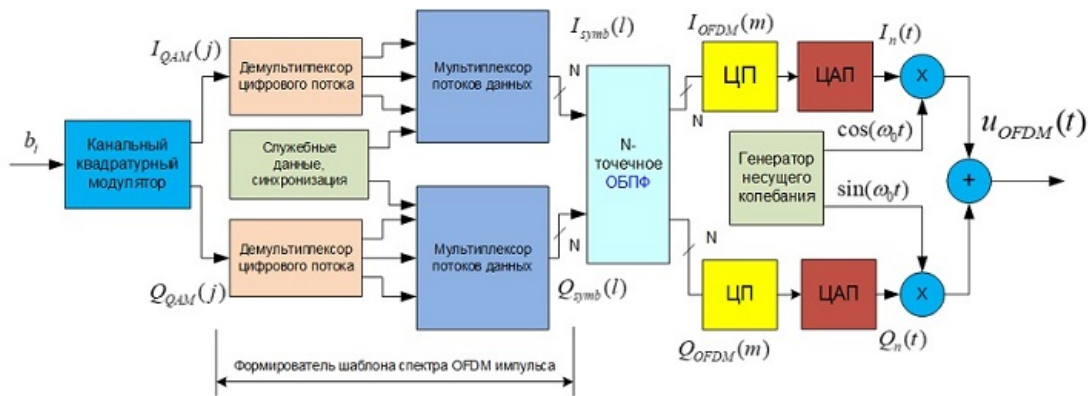 b_i
Канальный
квадратурный
модулятор
I_QAM(j)
Демультиплексор
цифрового потока
Служебные
данные,
синхронизация
Демультиплексор
цифрового потока
Q_QAM(j)
Мультиплексор
потоков данных
Мультиплексор
потоков данных
I_symb(l)
N
N-
точечное
ОБПФ
N
Q_symb(l)
I_OFDM(m)
N
ЦП
ЦАП
I_n(t)
X
cos(ω₀t)
Генератор
несущего
колебания
sin(ω₀t)
u_OFDM(t)
+
N
ЦП
ЦАП
X
Q_OFDM(m)
Q_n(t)
Формирователь шаблона спектра OFDM импульса